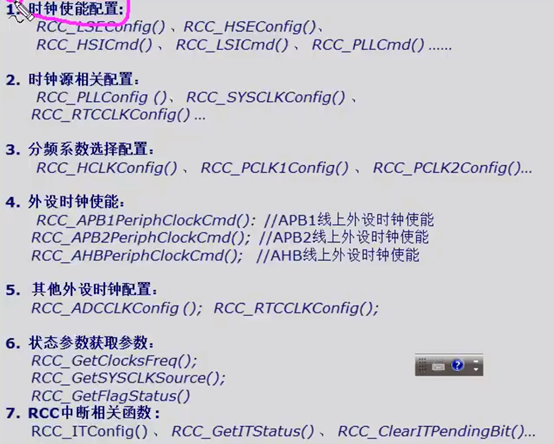 1. 时钟使能配置:
RCC_LSEConfig() 、RCC_HSEConfig()、
RCC_HSICmd() 、 RCC_LSICmd() 、 RCC_PLLCmd() ......
2. 时钟源相关配置：
RCC_PLLConfig ()、 RCC_SYSCLKConfig() 、
RCC_RTCCLKConfig() ...
3. 分频系数选择配置：
RCC_HCLKConfig() 、 RCC_PCLK1Config() 、 RCC_PCLK2Config()...
4. 外设时钟使能：
RCC_APB1PeriphClockCmd(): //APB1线上外设时钟使能
RCC_APB2PeriphClockCmd(); //APB2线上外设时钟使能
RCC_AHBPeriphClockCmd(); //AHB线上外设时钟使能
5. 其他外设时钟配置：
RCC_ADCCLKConfig (); RCC_RTCCLKConfig();
6. 状态参数获取参数：
RCC_GetClocksFreq();
RCC_GetSYSCLKSource();
RCC_GetFlagStatus()
7. RCC中断相关函数 :
RCC_ITConfig() 、 RCC_GetITStatus() 、 RCC_ClearITPendingBit()...